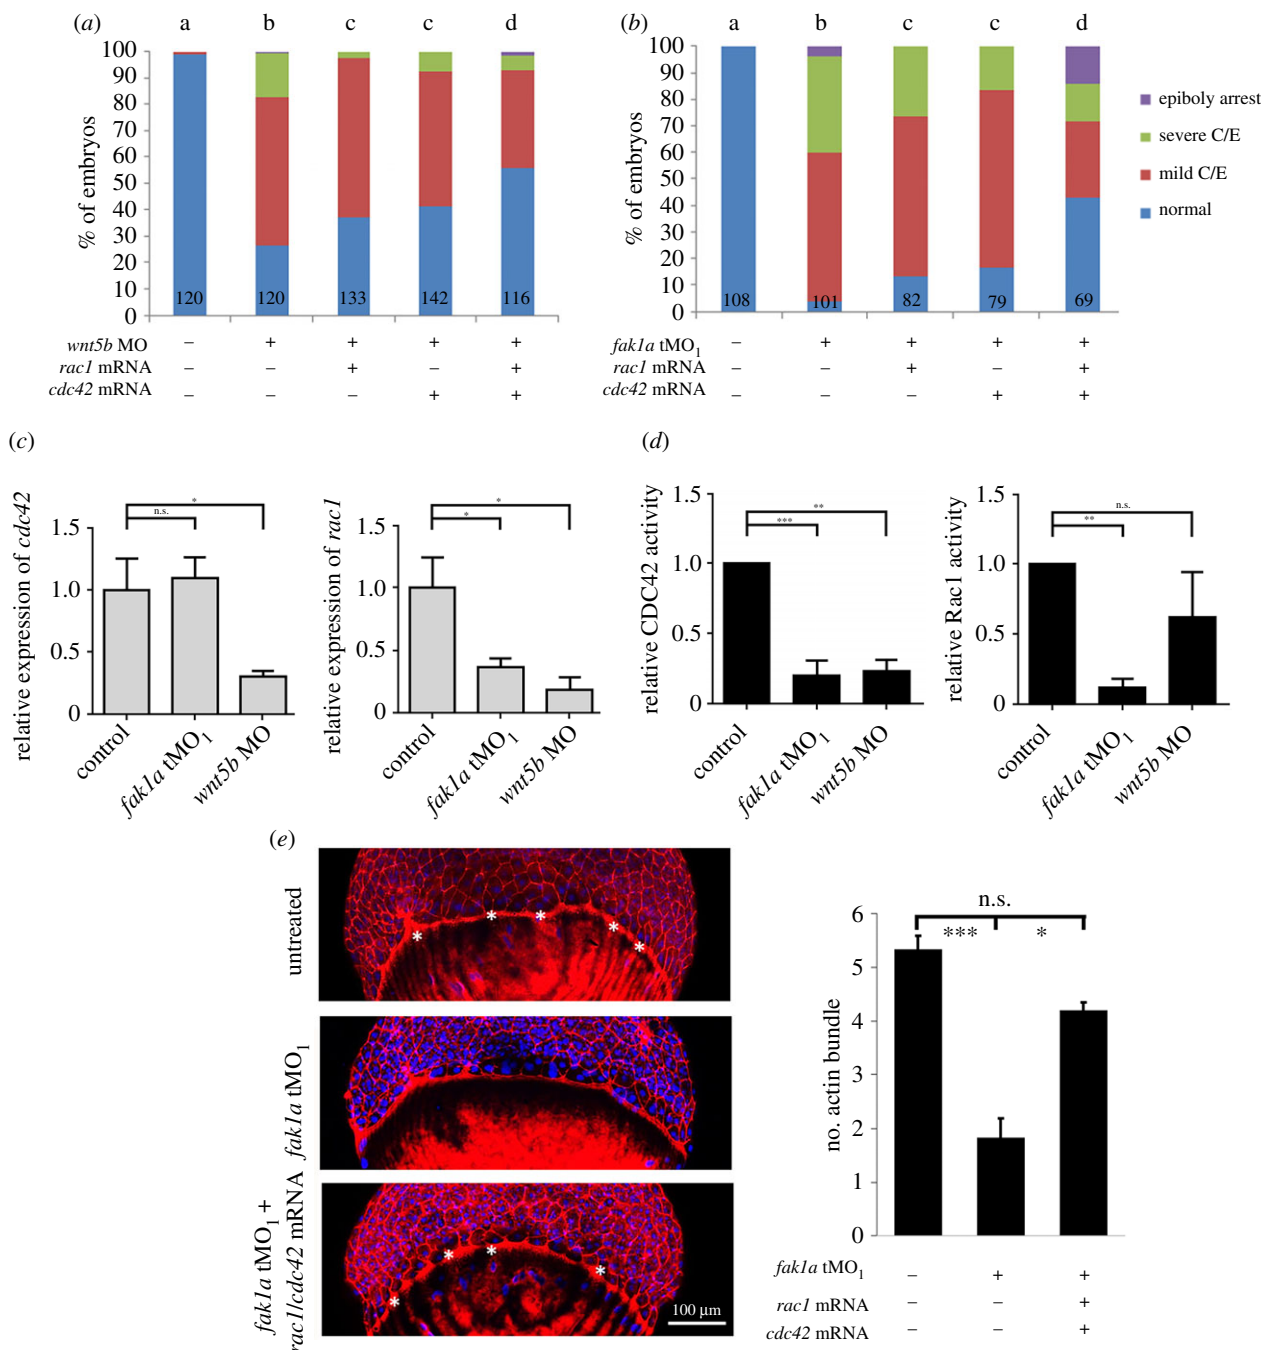 (a) a b c c d
100
90
80
70
60
50
40
30
20
10
0
% of embryos
120 120 133 142 116
wnt5b MO – + + + +
rac1 mRNA – – + – +
cdc42 mRNA – – – + +
(b) a b c c d
100
90
80
70
60
50
40
30
20
10
0
% of embryos
108 101 82 79 69
fak1a tMO1 – + + + +
rac1 mRNA – – + – +
cdc42 mRNA – – – + +
epiboly arrest
severe C/E
mild C/E
normal
(c)
relative expression of cdc42
1.5
1.0
0.5
0
*
n.s.
control
fak1a tMO1
wnt5b MO
relative expression of rac1
1.5
1.0
0.5
0
*
*
control
fak1a tMO1
wnt5b MO
(d)
relative CDC42 activity
1.5
1.0
0.5
0
**
***
control
fak1a tMO1
wnt5b MO
relative Rac1 activity
1.5
1.0
0.5
0
n.s.
**
control
fak1a tMO1
wnt5b MO
(e)
untreated
* * * * *
fak1a tMO1
fak1a tMO1 +
rac1/cdc42 mRNA
* * * *
100 µm
no. actin bundle
6
5
4
3
2
1
0
n.s.
*** *
fak1a tMO1 – + +
rac1 mRNA – – +
cdc42 mRNA – – +